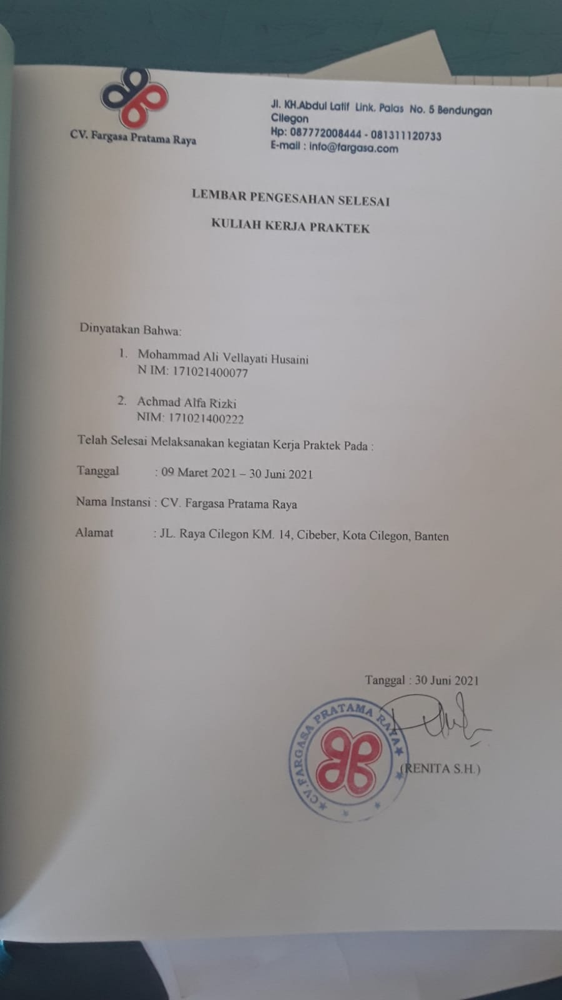 CV. Fargasa Pratama Raya
Jl. KH.Abdul Latif Link. Palas No. 5 Bendungan
Cilegon
Hp: 087772008444 - 081311120733
E-mail : info@fargasa.com
LEMBAR PENGESAHAN SELESAI
KULIAH KERJA PRAKTEK
Dinyatakan Bahwa:
1. Mohammad Ali Vellayati Husaini
N IM: 171021400077
2. Achmad Alfa Rizki
NIM: 171021400222
Telah Selesai Melaksanakan kegiatan Kerja Praktek Pada :
Tanggal : 09 Maret 2021 – 30 Juni 2021
Nama Instansi : CV. Fargasa Pratama Raya
Alamat : JL. Raya Cilegon KM. 14, Cibeber, Kota Cilegon, Banten
Tanggal : 30 Juni 2021
CV.FARGASA PRATAMA RAYA
(RENITA S.H.)